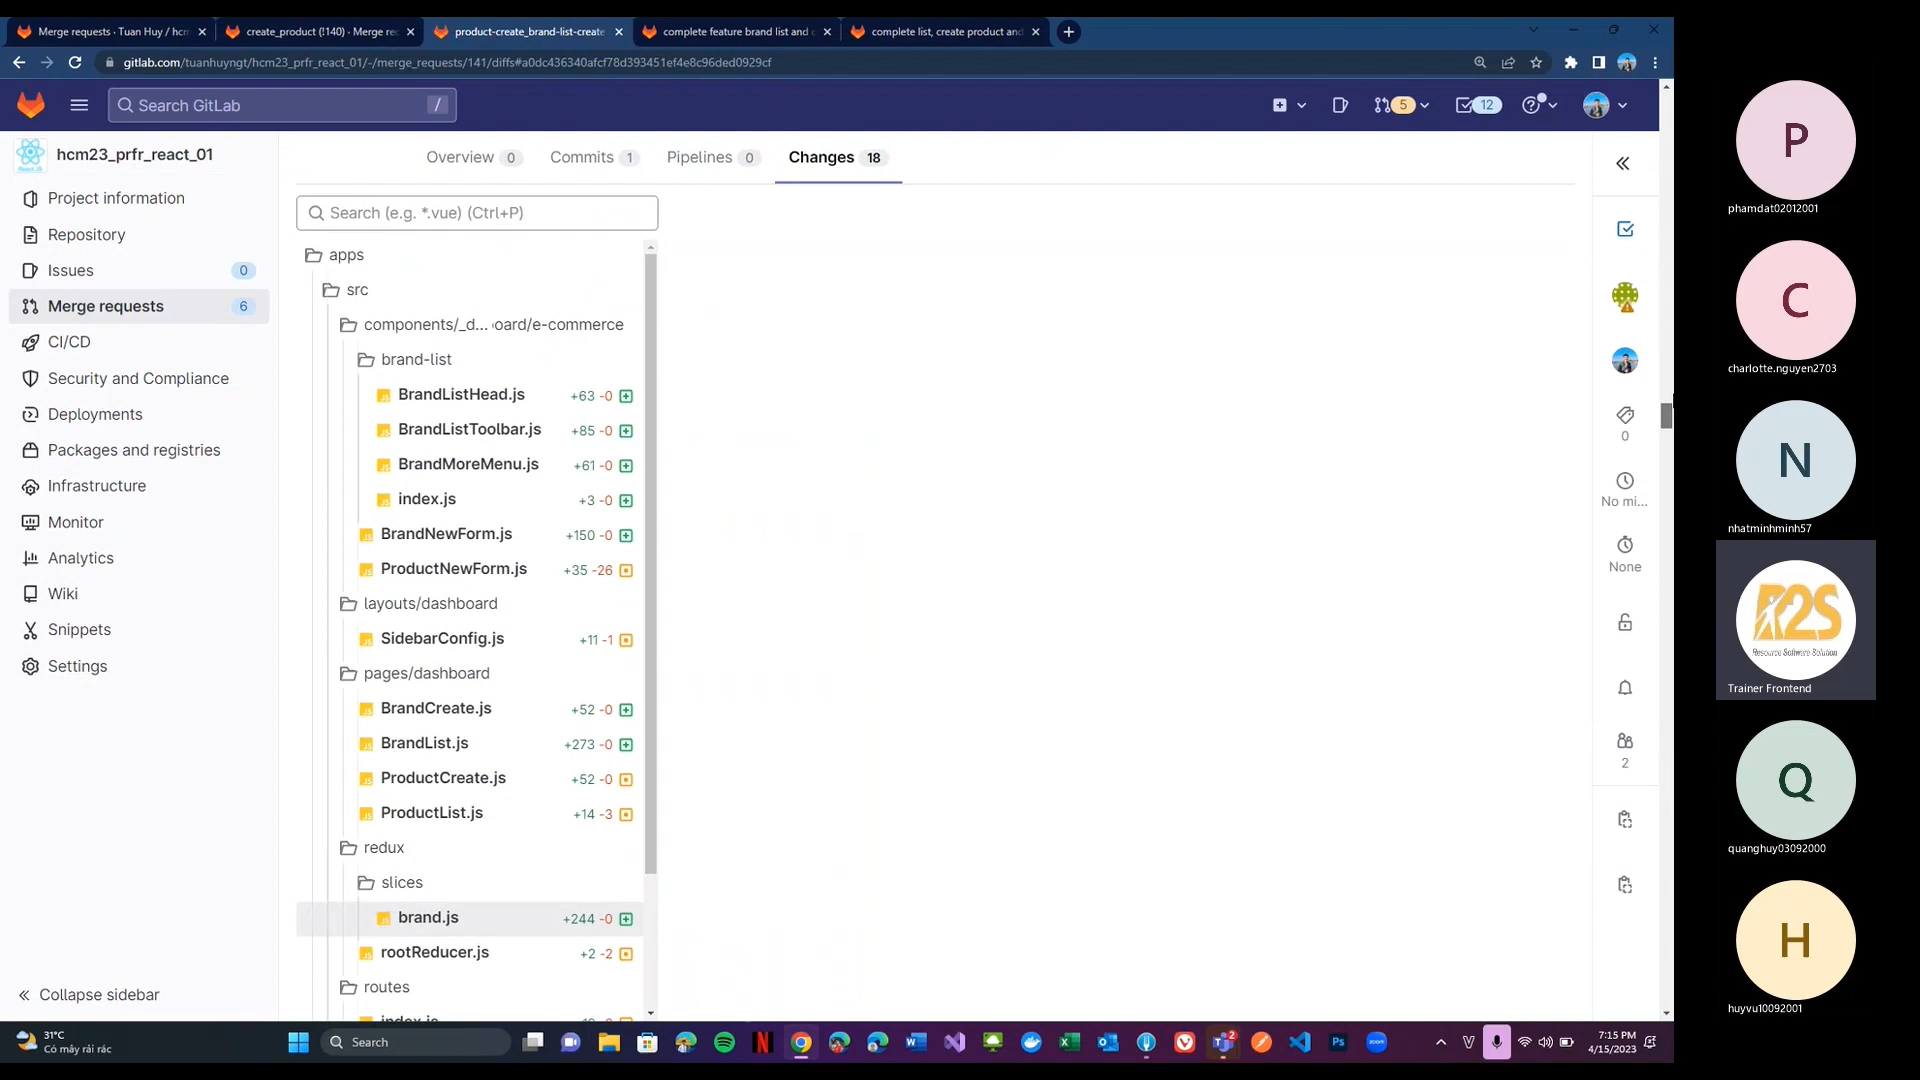 Merge requests · Tuan Huy / hcm
create_product (!140) · Merge re
product-create_brand-list-create
complete feature brand list and c
complete list, create product and
gitlab.com/tuanhuyngt/hcm23_prfr_react_01/-/merge_requests/141/diffs#a0dc436340afcf78d393451ef4e8c96ded0929cf
Search GitLab
/
5
12
hcm23_prfr_react_01
Project information
Repository
Issues 0
Merge requests 6
CI/CD
Security and Compliance
Deployments
Packages and registries
Infrastructure
Monitor
Analytics
Wiki
Snippets
Settings
Collapse sidebar
Overview 0
Commits 1
Pipelines 0
Changes 18
Search (e.g. *.vue) (Ctrl+P)
apps
src
components/_d... oard/e-commerce
brand-list
BrandListHead.js +63 -0
BrandListToolbar.js +85 -0
BrandMoreMenu.js +61 -0
index.js +3 -0
BrandNewForm.js +150 -0
ProductNewForm.js +35 -26
layouts/dashboard
SidebarConfig.js +11 -1
pages/dashboard
BrandCreate.js +52 -0
BrandList.js +273 -0
ProductCreate.js +52 -0
ProductList.js +14 -3
redux
slices
brand.js +244 -0
rootReducer.js +2 -2
routes
0
No mi...
None
2
P
phamdat02012001
C
charlotte.nguyen2703
N
nhatminhminh57
R2S
Resource Software Solution
Trainer Frontend
Q
quanghuy03092000
H
huyvu10092001
31°C
Có mây rải rác
Search
2
7:15 PM
4/15/2023